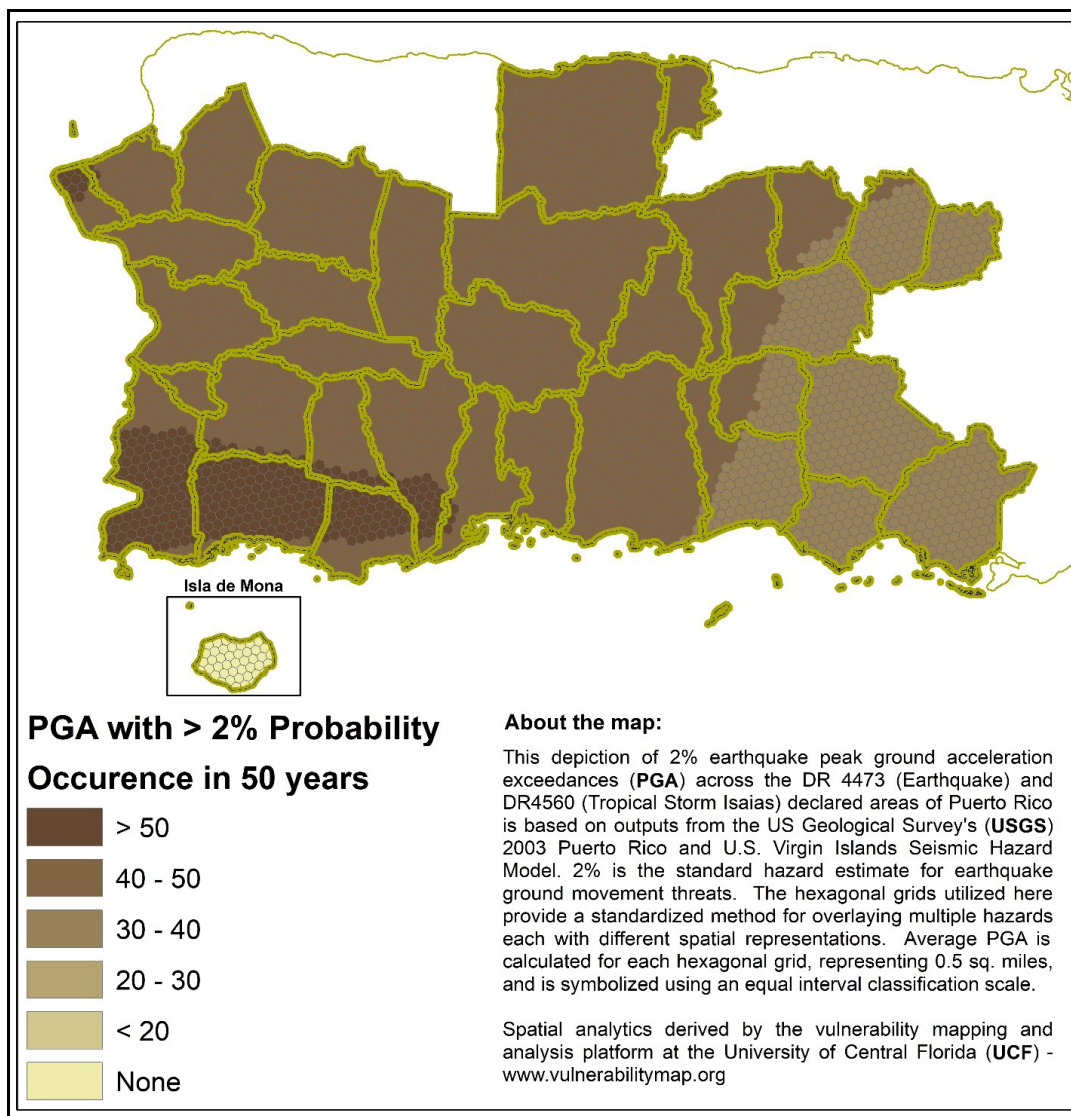 Isla de Mona
PGA with > 2% Probability
Occurence in 50 years
> 50
40 - 50
30 - 40
20 - 30
< 20
None
About the map:
This depiction of 2% earthquake peak ground acceleration
exceedances (PGA) across the DR 4473 (Earthquake) and
DR4560 (Tropical Storm Isaias) declared areas of Puerto Rico
is based on outputs from the US Geological Survey's (USGS)
2003 Puerto Rico and U.S. Virgin Islands Seismic Hazard
Model. 2% is the standard hazard estimate for earthquake
ground movement threats. The hexagonal grids utilized here
provide a standardized method for overlaying multiple hazards
each with different spatial representations. Average PGA is
calculated for each hexagonal grid, representing 0.5 sq. miles,
and is symbolized using an equal interval classification scale.
Spatial analytics derived by the vulnerability mapping and
analysis platform at the University of Central Florida (UCF) -
www.vulnerabilitymap.org